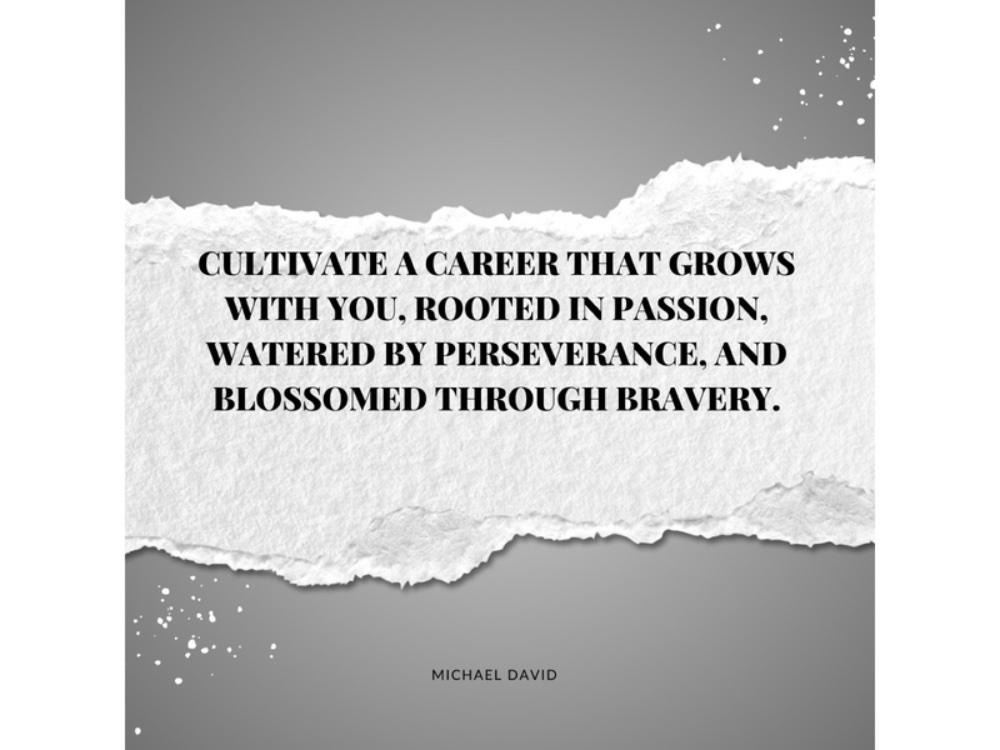 CULTIVATE A CAREER THAT GROWS
WITH YOU, ROOTED IN PASSION,
WATERED BY PERSEVERANCE, AND
BLOSSOMED THROUGH BRAVERY.
MICHAEL DAVID